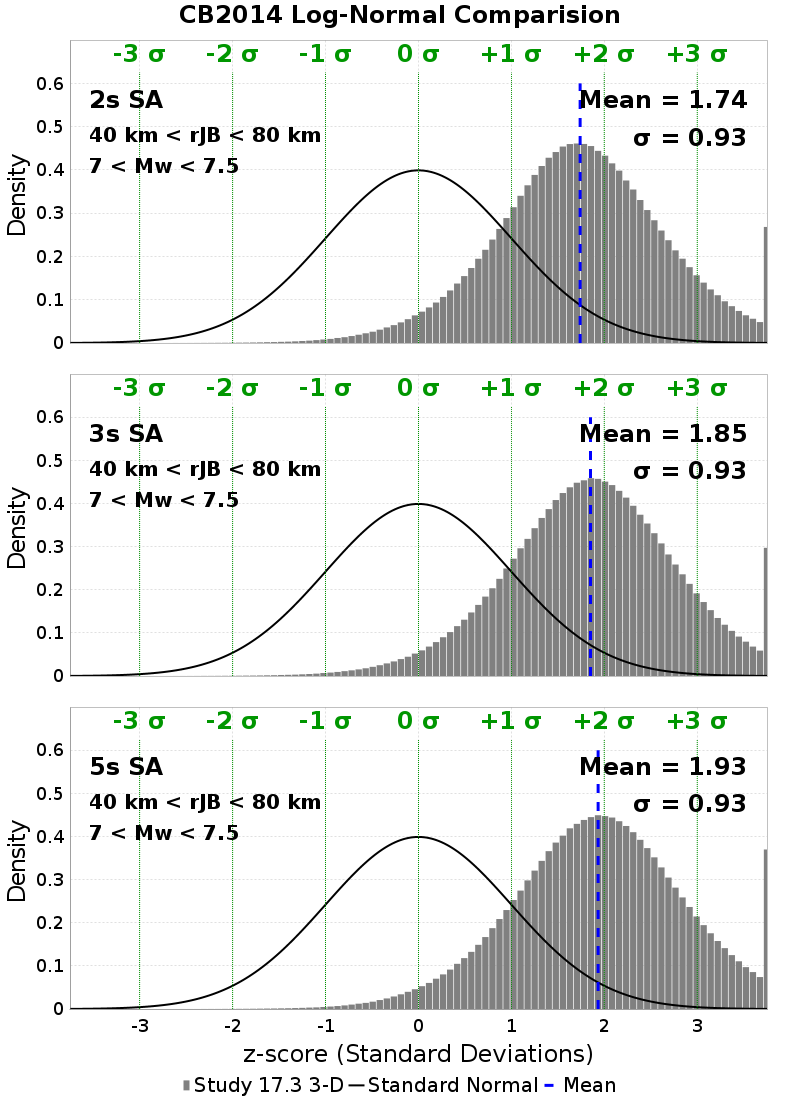 CB2014 Log-Normal Comparision
-3 σ -2 σ -1 σ 0 σ +1 σ +2 σ +3 σ
0.6
2s SA Mean = 1.74
0.5
40 km < rJB < 80 km σ = 0.93
7 < Mw < 7.5
0.4
0.3
0.2
0.1
0
Density
-3 σ -2 σ -1 σ 0 σ +1 σ +2 σ +3 σ
0.6
3s SA Mean = 1.85
0.5
40 km < rJB < 80 km σ = 0.93
7 < Mw < 7.5
0.4
0.3
0.2
0.1
0
Density
-3 σ -2 σ -1 σ 0 σ +1 σ +2 σ +3 σ
0.6
5s SA Mean = 1.93
0.5
40 km < rJB < 80 km σ = 0.93
7 < Mw < 7.5
0.4
0.3
0.2
0.1
0
Density
-3 -2 -1 0 1 2 3
z-score (Standard Deviations)
Study 17.3 3-D Standard Normal Mean